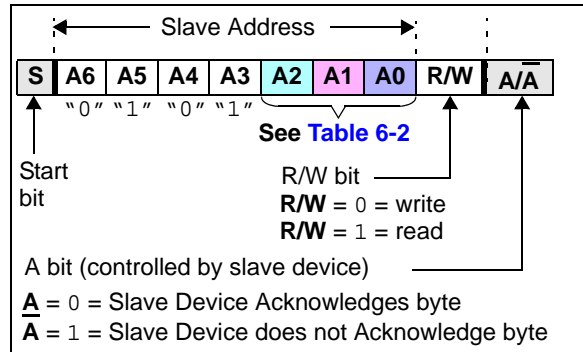 Slave Address
S A6 A5 A4 A3 A2 A1 A0 R/W A/A̅
“0” “1” “0” “1”
See Table 6-2
Start
bit
R/W bit
R/W = 0 = write
R/W = 1 = read
A bit (controlled by slave device)
A = 0 = Slave Device Acknowledges byte
A̅ = 1 = Slave Device does not Acknowledge byte